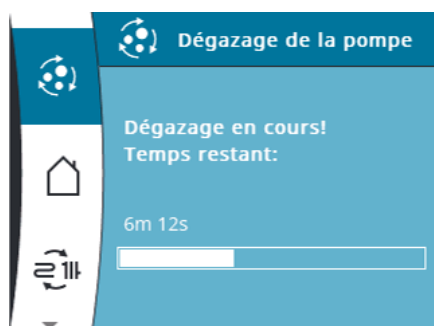 Dégazage de la pompe
Dégazage en cours!
Temps restant:
6m 12s